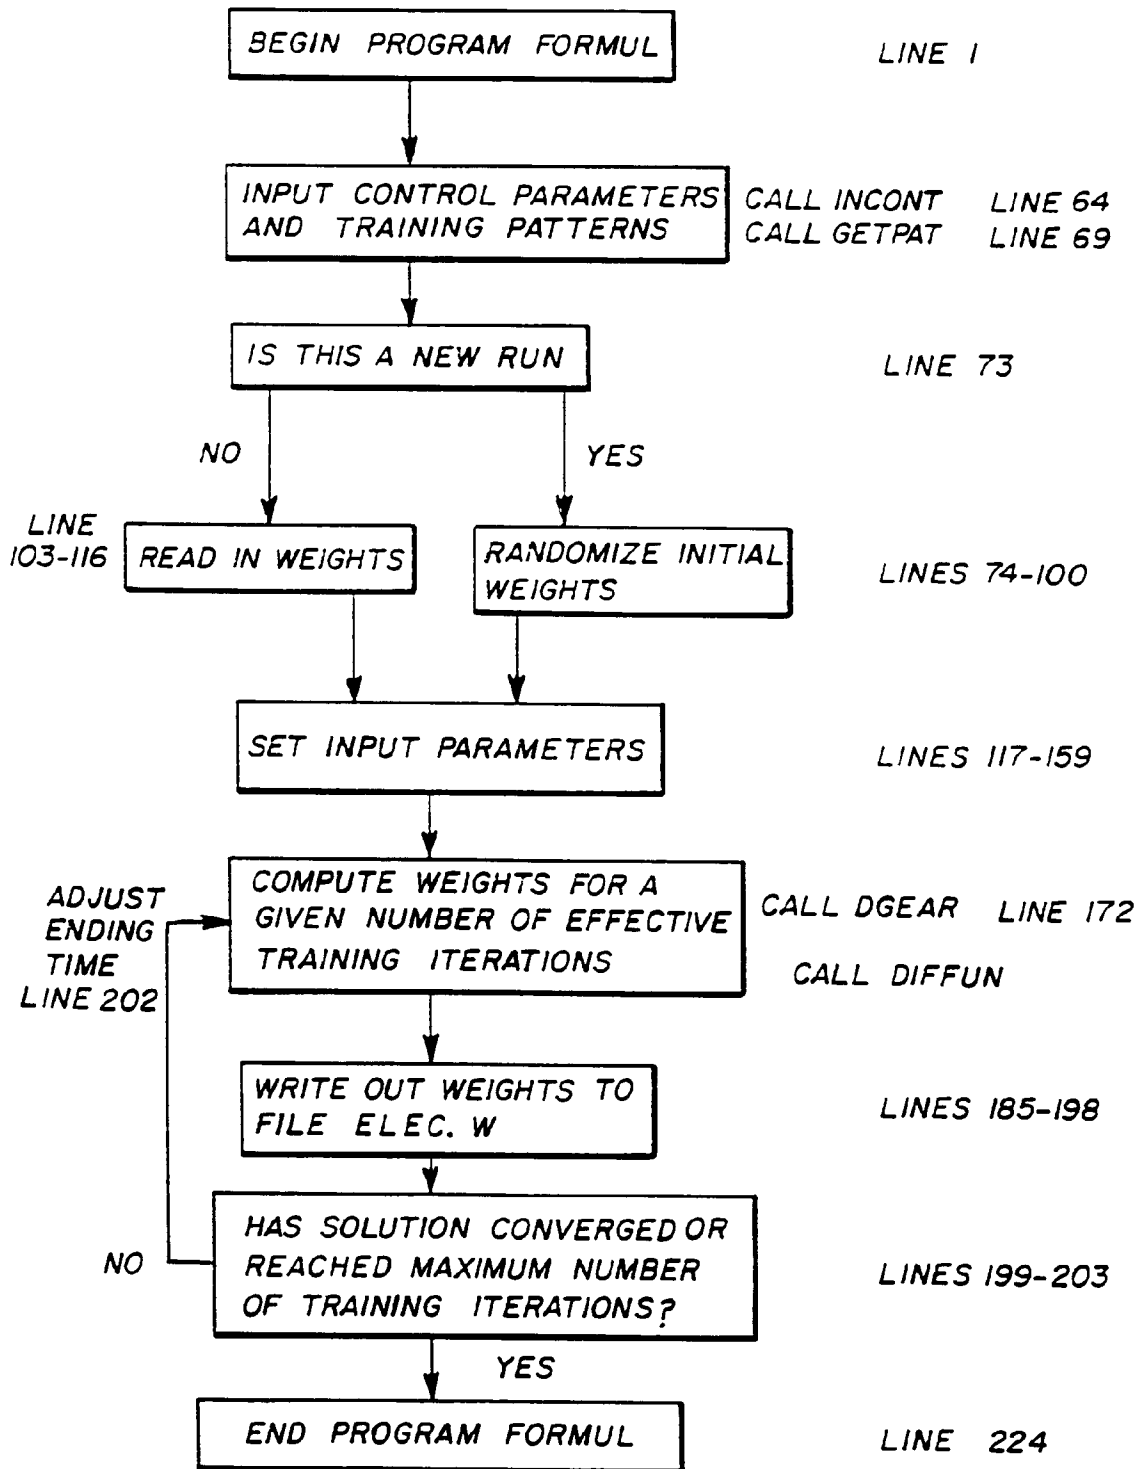 BEGIN PROGRAM FORMUL
LINE 1
INPUT CONTROL PARAMETERS
AND TRAINING PATTERNS
CALL INCONT LINE 64
CALL GETPAT LINE 69
IS THIS A NEW RUN
LINE 73
NO
YES
LINE
103-116
READ IN WEIGHTS
RANDOMIZE INITIAL
WEIGHTS
LINES 74-100
SET INPUT PARAMETERS
LINES 117-159
ADJUST
ENDING
TIME
LINE 202
COMPUTE WEIGHTS FOR A
GIVEN NUMBER OF EFFECTIVE
TRAINING ITERATIONS
CALL DGEAR LINE 172
CALL DIFFUN
WRITE OUT WEIGHTS TO
FILE ELEC. W
LINES 185-198
NO
HAS SOLUTION CONVERGED OR
REACHED MAXIMUM NUMBER
OF TRAINING ITERATIONS?
LINES 199-203
YES
END PROGRAM FORMUL
LINE 224